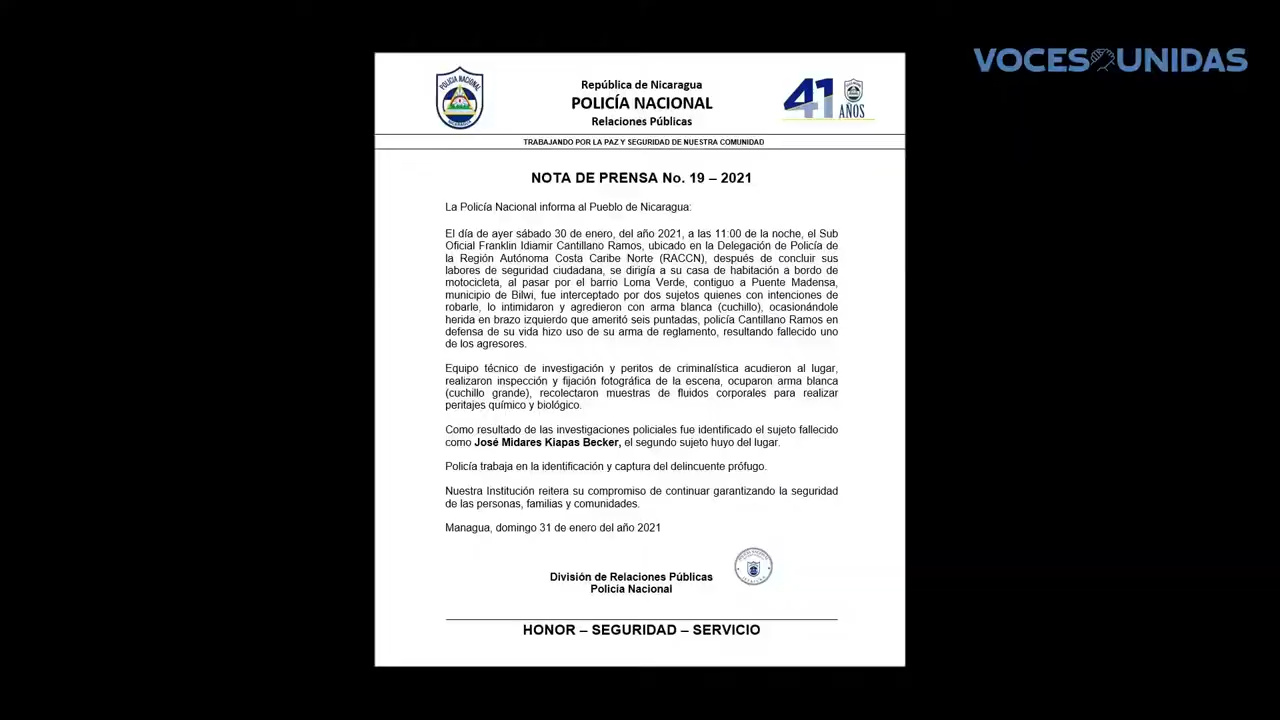 VOCES UNIDAS
POLICIA NACIONAL
NICARAGUA
República de Nicaragua
POLICÍA NACIONAL
Relaciones Públicas
41
AÑOS
TRABAJANDO POR LA PAZ Y SEGURIDAD DE NUESTRA COMUNIDAD
NOTA DE PRENSA No. 19 – 2021
La Policía Nacional informa al Pueblo de Nicaragua:
El día de ayer sábado 30 de enero, del año 2021, a las 11:00 de la noche, el Sub
Oficial Franklin Idiamir Cantillano Ramos, ubicado en la Delegación de Policía de
la Región Autónoma Costa Caribe Norte (RACCN), después de concluir sus
labores de seguridad ciudadana, se dirigía a su casa de habitación a bordo de
motocicleta, al pasar por el barrio Loma Verde, contiguo a Puente Madensa,
municipio de Bilwi, fue interceptado por dos sujetos quienes con intenciones de
robarle, lo intimidaron y agredieron con arma blanca (cuchillo), ocasionándole
herida en brazo izquierdo que ameritó seis puntadas, policía Cantillano Ramos en
defensa de su vida hizo uso de su arma de reglamento, resultando fallecido uno
de los agresores.
Equipo técnico de investigación y peritos de criminalística acudieron al lugar,
realizaron inspección y fijación fotográfica de la escena, ocuparon arma blanca
(cuchillo grande), recolectaron muestras de fluidos corporales para realizar
peritajes químico y biológico.
Como resultado de las investigaciones policiales fue identificado el sujeto fallecido
como José Midares Kiapas Becker, el segundo sujeto huyo del lugar.
Policía trabaja en la identificación y captura del delincuente prófugo.
Nuestra Institución reitera su compromiso de continuar garantizando la seguridad
de las personas, familias y comunidades.
Managua, domingo 31 de enero del año 2021
División de Relaciones Públicas
Policía Nacional
HONOR – SEGURIDAD – SERVICIO